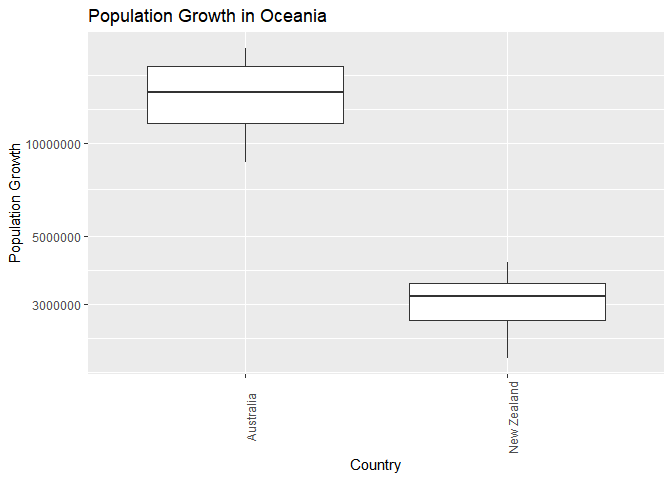 Population Growth in Oceania
Population Growth
10000000
5000000
3000000
Australia
New Zealand
Country